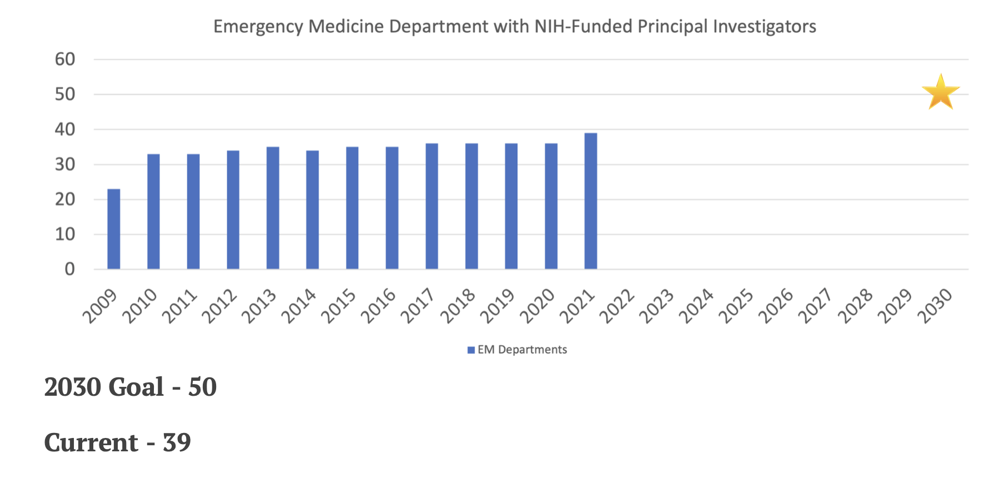 Emergency Medicine Department with NIH-Funded Principal Investigators
60
50
40
30
20
10
0
2009 2010 2011 2012 2013 2014 2015 2016 2017 2018 2019 2020 2021 2022 2023 2024 2025 2026 2027 2028 2029 2030
EM Departments
2030 Goal - 50
Current - 39